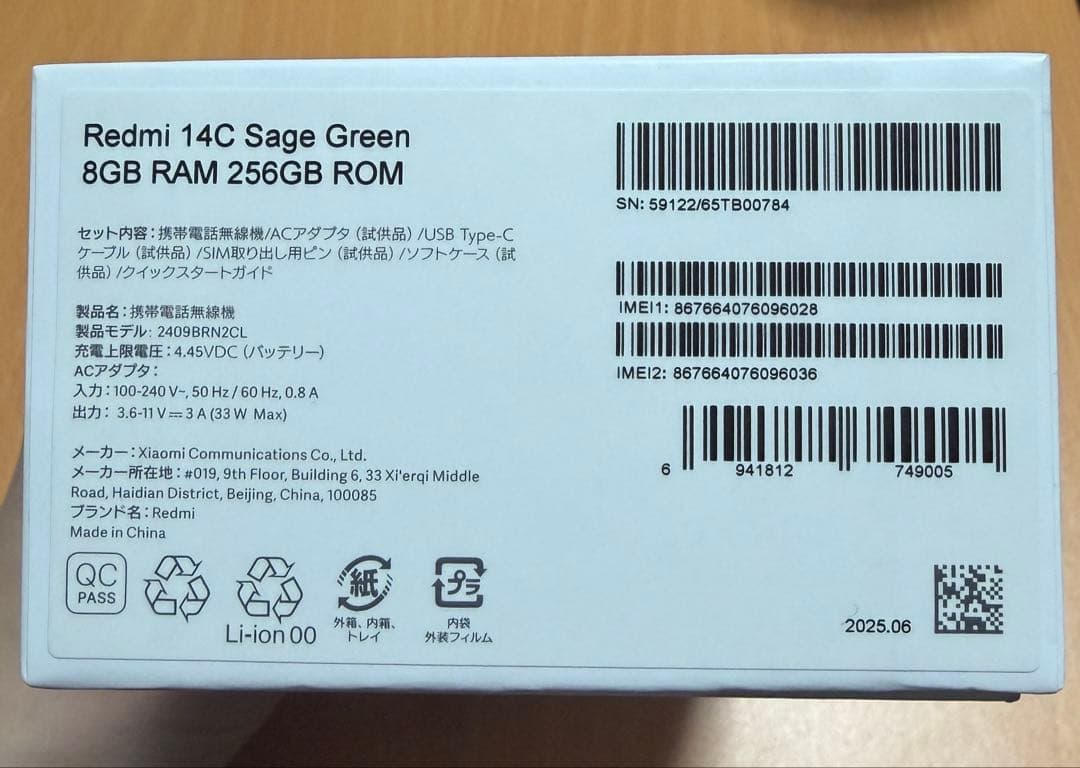 Redmi 14C Sage Green
8GB RAM 256GB ROM
セット内容：携帯電話無線機/ACアダプタ（試供品）/USB Type-C
ケーブル（試供品）/SIM取り出し用ピン（試供品）/ソフトケース（試
供品）/クイックスタートガイド
製品名：携帯電話無線機
製品モデル: 2409BRN2CL
充電上限電圧：4.45VDC（バッテリー）
ACアダプタ：
入力：100-240 V~, 50 Hz / 60 Hz, 0.8 A
出力： 3.6-11 V⎓3 A (33 W Max)
メーカー：Xiaomi Communications Co., Ltd.
メーカー所在地：#019, 9th Floor, Building 6, 33 Xi'erqi Middle
Road, Haidian District, Beijing, China, 100085
ブランド名：Redmi
Made in China
QC
PASS
Li-ion 00
紙
外箱、内箱、
トレイ
プラ
内袋
外装フィルム
SN: 59122/65TB00784
IMEI1: 867664076096028
IMEI2: 867664076096036
6 941812 749005
2025.06